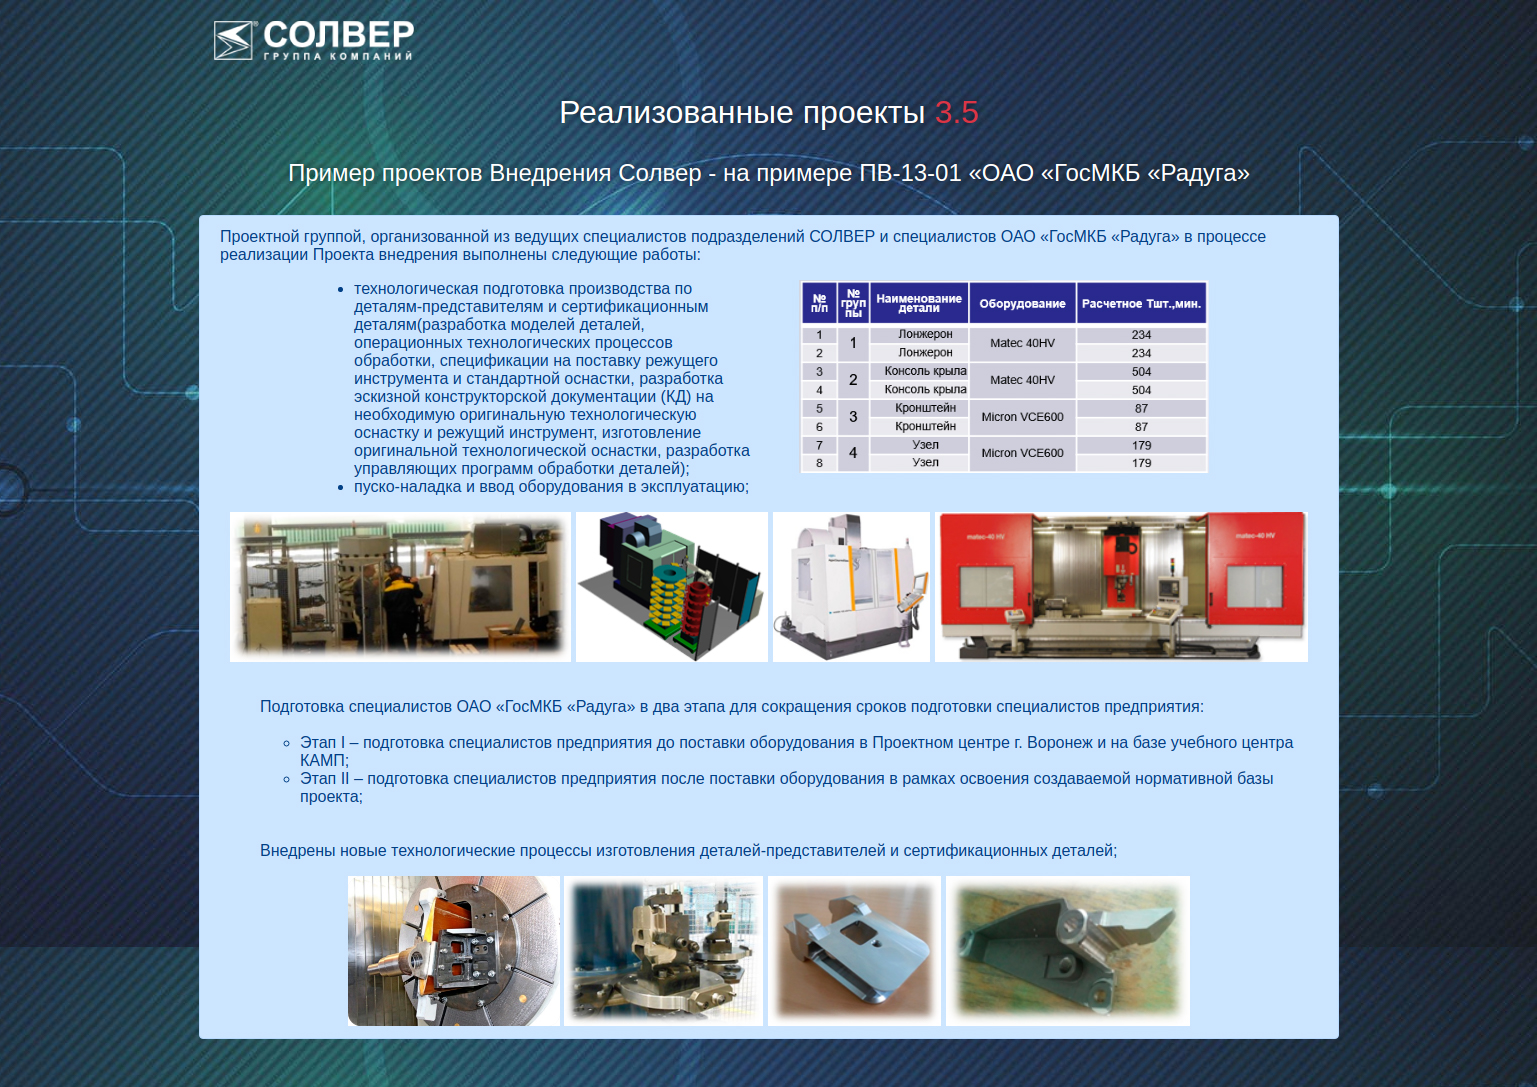 СОЛВЕР
ГРУППА КОМПАНИЙ
Реализованные проекты 3.5
Пример проектов Внедрения Солвер - на примере ПВ-13-01 «ОАО «ГосМКБ «Радуга»
Проектной группой, организованной из ведущих специалистов подразделений СОЛВЕР и специалистов ОАО «ГосМКБ «Радуга» в процессе
реализации Проекта внедрения выполнены следующие работы:
• технологическая подготовка производства по
деталям-представителям и сертификационным
деталям(разработка моделей деталей,
операционных технологических процессов
обработки, спецификации на поставку режущего
инструмента и стандартной оснастки, разработка
эскизной конструкторской документации (КД) на
необходимую оригинальную технологическую
оснастку и режущий инструмент, изготовление
оригинальной технологической оснастки, разработка
управляющих программ обработки деталей);
• пуско-наладка и ввод оборудования в эксплуатацию;
№ п/п № груп пы Наименование детали Оборудование Расчетное Тшт.,мин.
1 1 Лонжерон Matec 40HV 234
2 Лонжерон 234
3 2 Консоль крыла Matec 40HV 504
4 Консоль крыла 504
5 3 Кронштейн Micron VCE600 87
6 Кронштейн 87
7 4 Узел Micron VCE600 179
8 Узел 179
matec-40 HV
matec-40 HV
Подготовка специалистов ОАО «ГосМКБ «Радуга» в два этапа для сокращения сроков подготовки специалистов предприятия:
Этап I – подготовка специалистов предприятия до поставки оборудования в Проектном центре г. Воронеж и на базе учебного центра
КАМП;
Этап II – подготовка специалистов предприятия после поставки оборудования в рамках освоения создаваемой нормативной базы
проекта;
Внедрены новые технологические процессы изготовления деталей-представителей и сертификационных деталей;